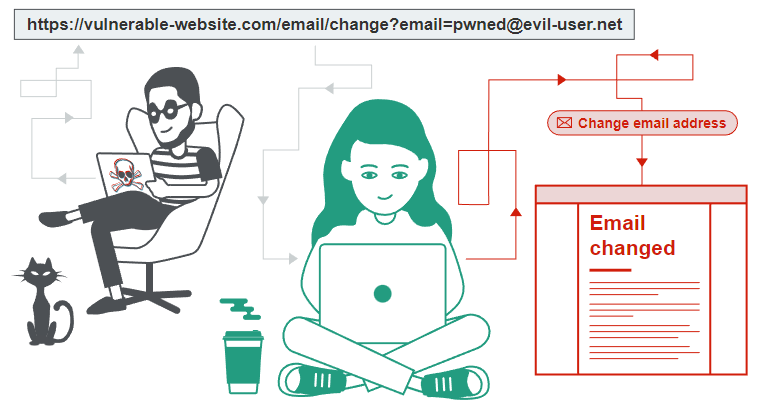 https://vulnerable-website.com/email/change?email=pwned@evil-user.net
Change email address
Email
changed